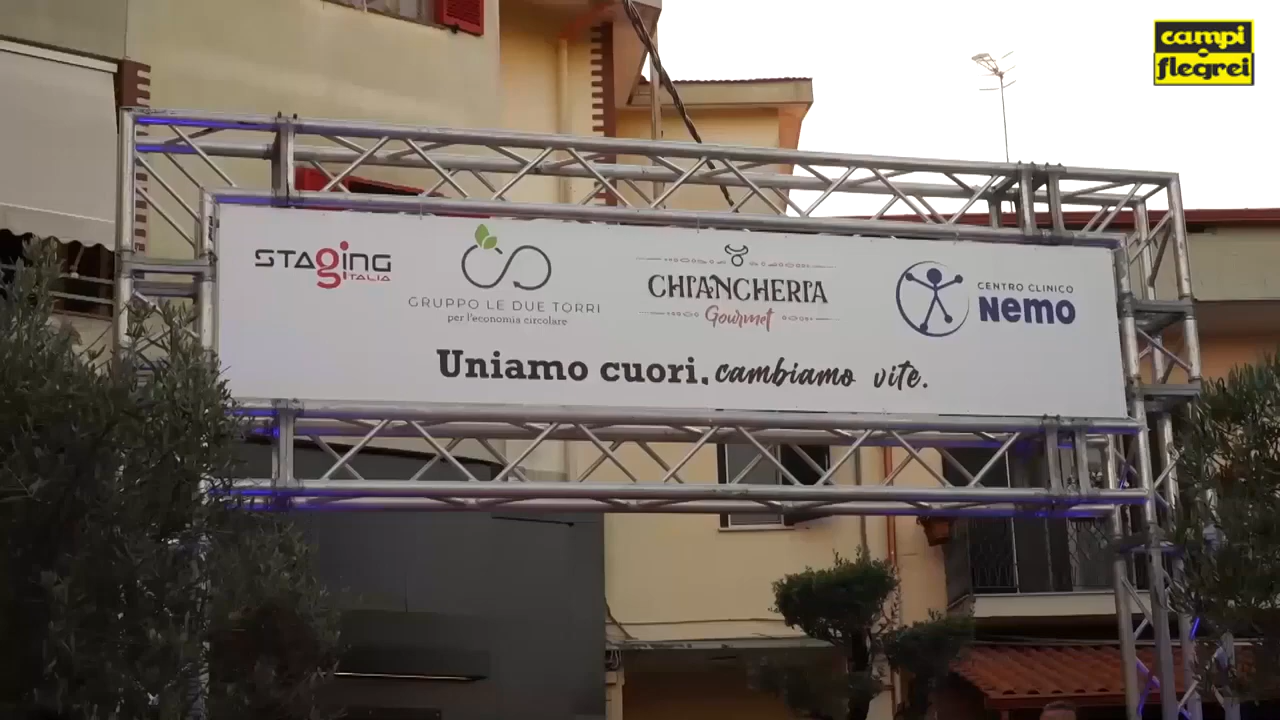 campi
flegrei
STAGING
ITALIA
GRUPPO LE DUE TORRI
per l'economia circolare
CHIANCHERIA
Gourmet
CENTRO CLINICO
NEMO
Uniamo cuori, cambiamo vite.